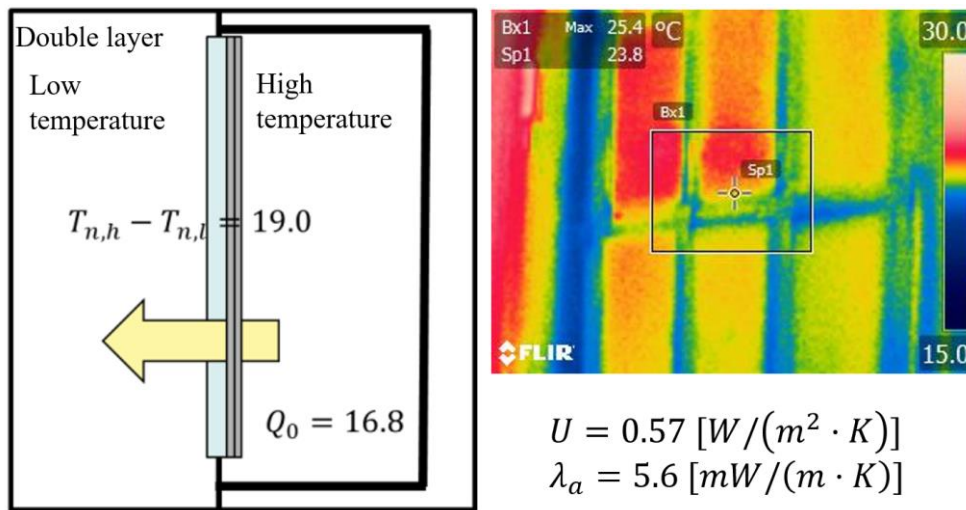 Double layer
Low
temperature
High
temperature
T_{n,h} − T_{n,l} = 19.0
Q_0 = 16.8
Bx1 Max 25.4 °C
Sp1 23.8
30.0
Bx1
Sp1
FLIR
15.0
U = 0.57 [W/(m² · K)]
λ_a = 5.6 [mW/(m · K)]